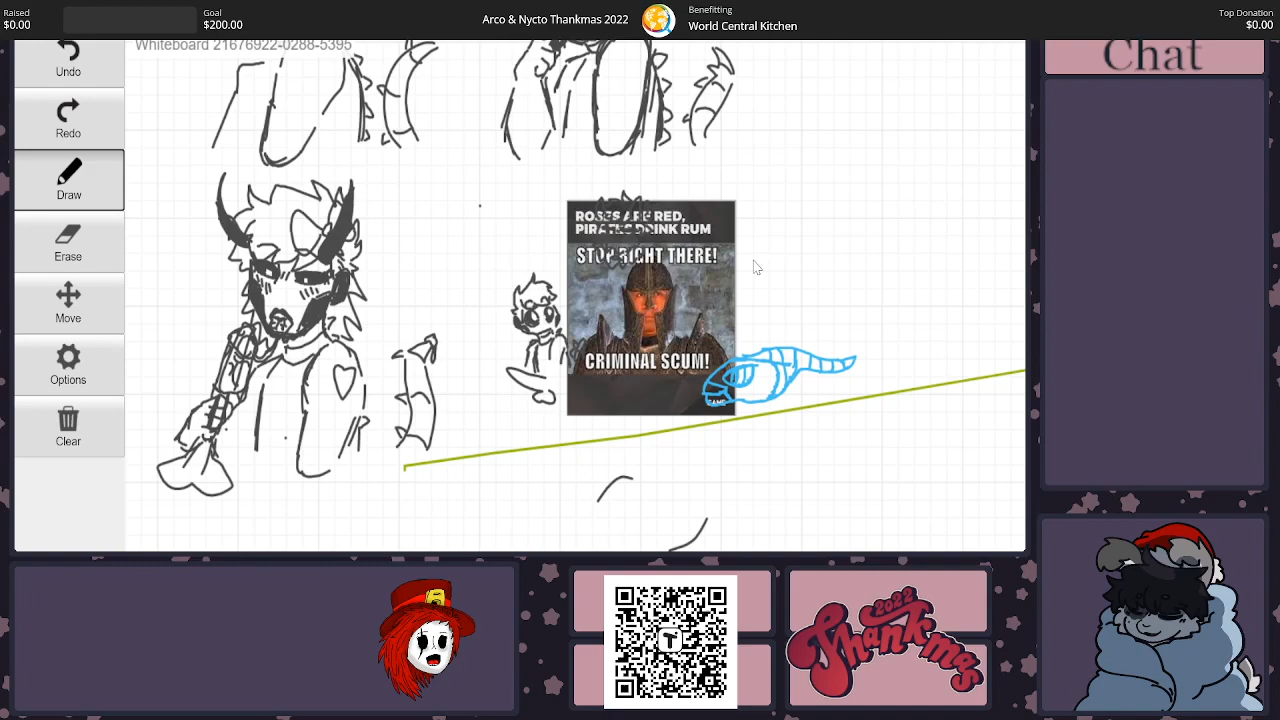 Raised
$0.00
Goal
$200.00
Arco & Nycto Thankmas 2022
Benefitting
World Central Kitchen
Top Donation
$0.00
Whiteboard 21676922-0288-5395
Undo
Redo
Draw
Erase
Move
Options
Clear
ROSES ARE RED,
PIRATES DRINK RUM
STOP RIGHT THERE!
CRIMINAL SCUM!
Chat
T
2022
Thankmas